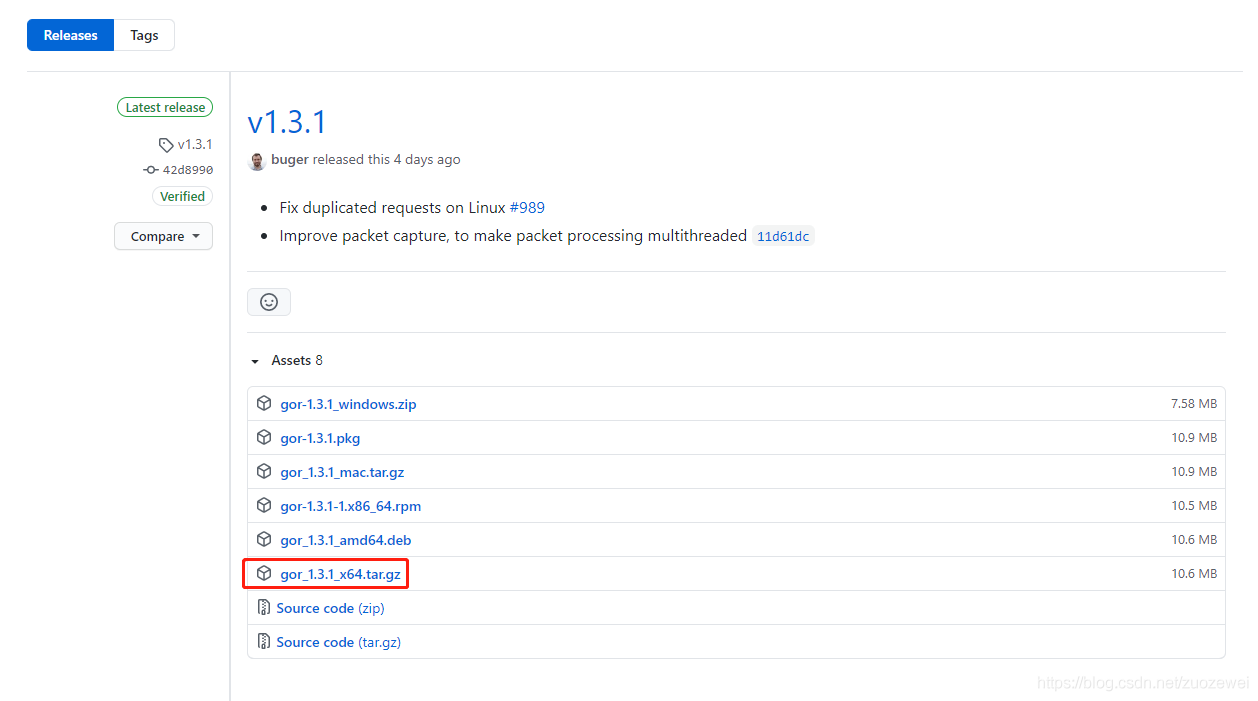 Releases
Tags
Latest release
v1.3.1
42d8990
Verified
Compare
v1.3.1
buger released this 4 days ago
Fix duplicated requests on Linux #989
Improve packet capture, to make packet processing multithreaded 11d61dc
Assets 8
gor-1.3.1_windows.zip 7.58 MB
gor-1.3.1.pkg 10.9 MB
gor_1.3.1_mac.tar.gz 10.9 MB
gor-1.3.1-1.x86_64.rpm 10.5 MB
gor_1.3.1_amd64.deb 10.6 MB
gor_1.3.1_x64.tar.gz 10.6 MB
Source code (zip)
Source code (tar.gz)
https://blog.csdn.net/zuozewei